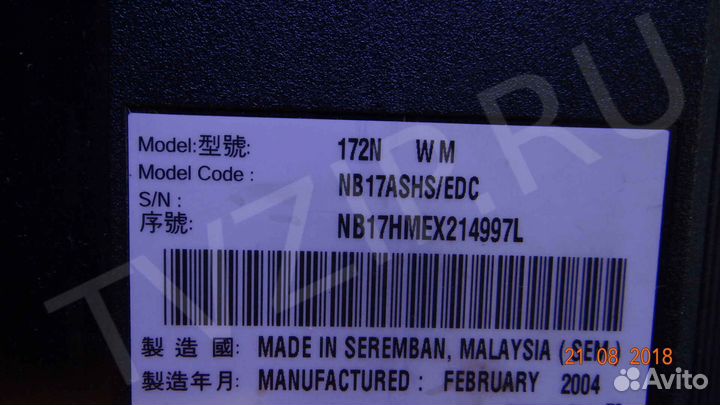 Model:型號: 172N WM
Model Code : NB17ASHS/EDC
S/N :
序號: NB17HMEX214997L
製造國: MADE IN SEREMBAN, MALAYSIA ( SEM )
製造年月: MANUFACTURED : FEBRUARY 2004
21 08 2018
TVZIP.RU
Avito